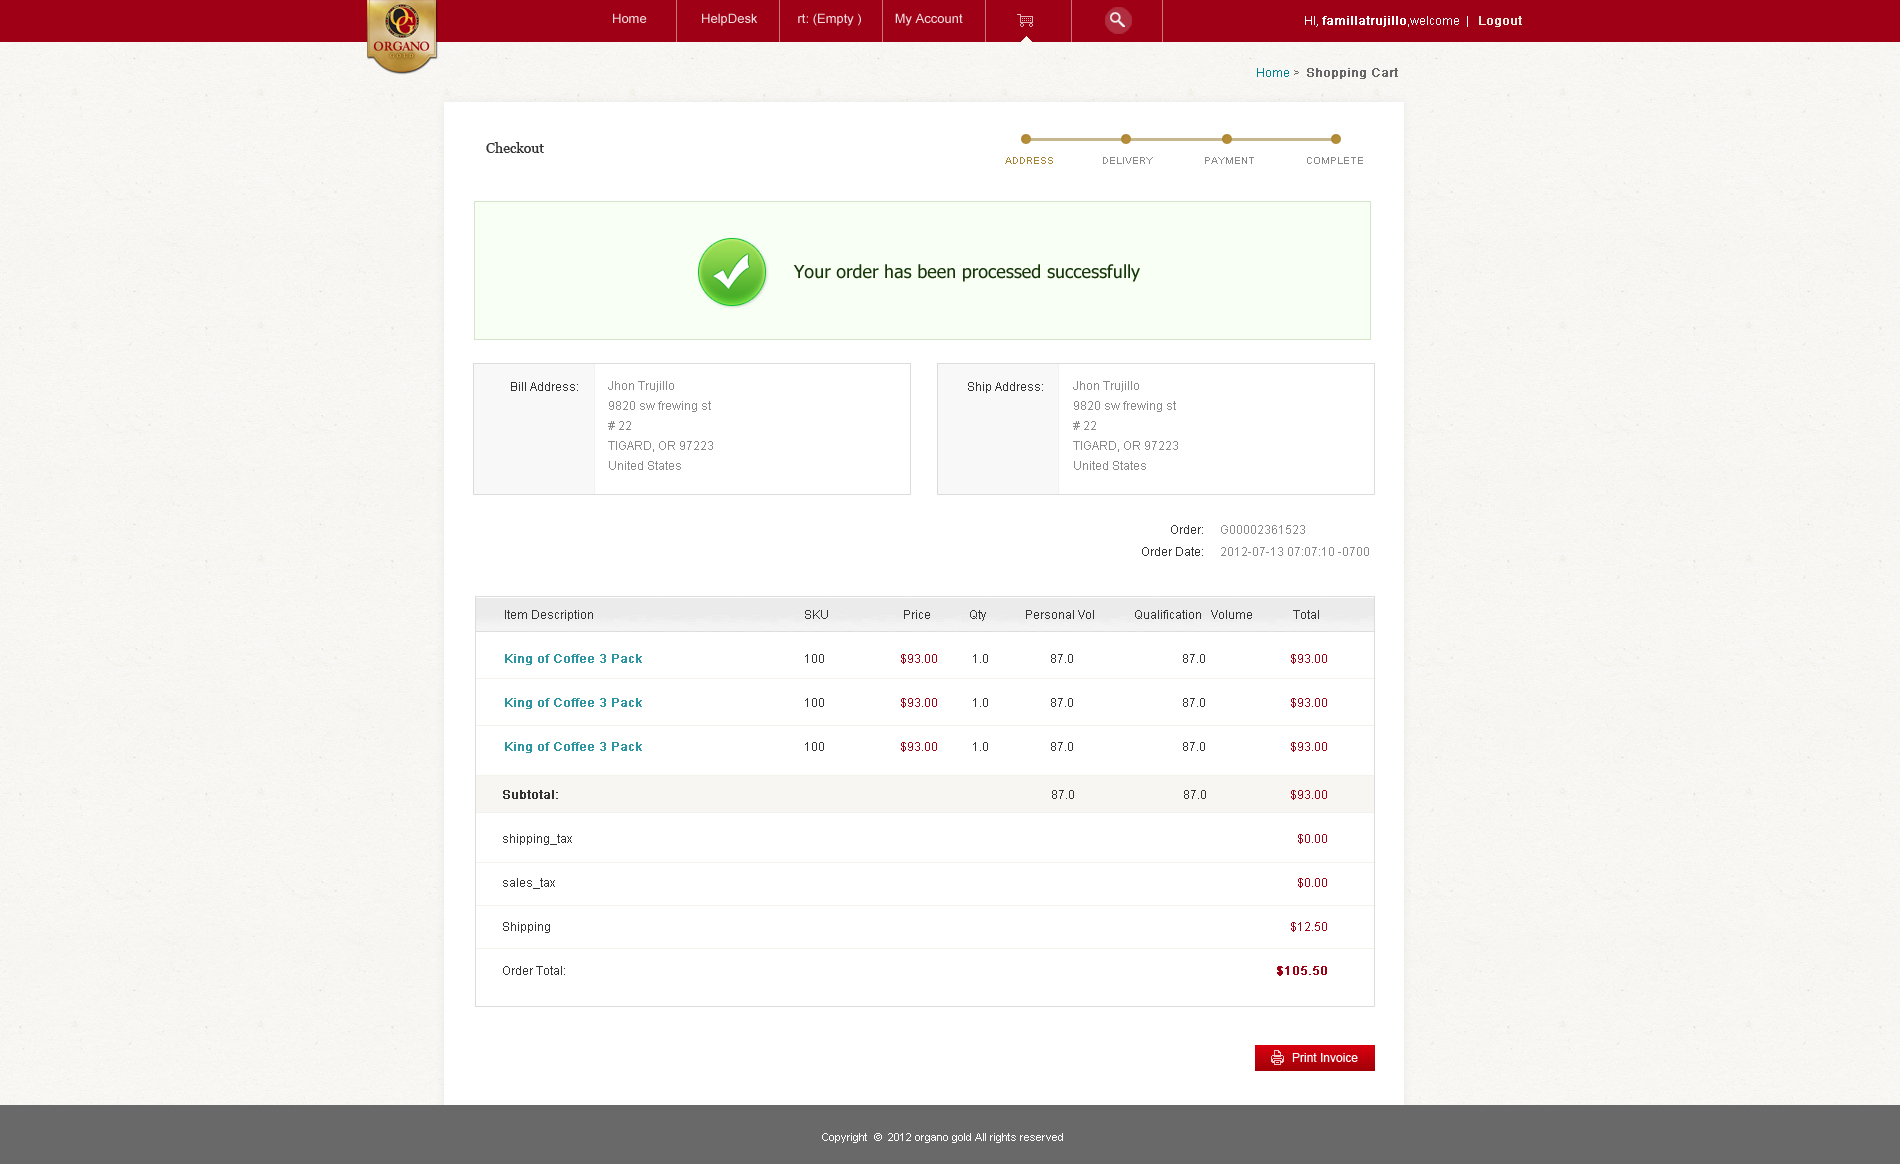 Home HelpDesk rt: (Empty ) My Account HI, famillatrujillo,welcome | Logout
ORGANO
GOLD
Home > Shopping Cart
Checkout
ADDRESS DELIVERY PAYMENT COMPLETE
Your order has been processed successfully
Bill Address:
Jhon Trujillo
9820 sw frewing st
# 22
TIGARD, OR 97223
United States
Ship Address:
Jhon Trujillo
9820 sw frewing st
# 22
TIGARD, OR 97223
United States
Order: G00002361523
Order Date: 2012-07-13 07:07:10 -0700
Item Description SKU Price Qty Personal Vol Qualification Volume Total
King of Coffee 3 Pack 100 $93.00 1.0 87.0 87.0 $93.00
King of Coffee 3 Pack 100 $93.00 1.0 87.0 87.0 $93.00
King of Coffee 3 Pack 100 $93.00 1.0 87.0 87.0 $93.00
Subtotal: 87.0 87.0 $93.00
shipping_tax $0.00
sales_tax $0.00
Shipping $12.50
Order Total: $105.50
Print Invoice
Copyright © 2012 organo gold All rights reserved